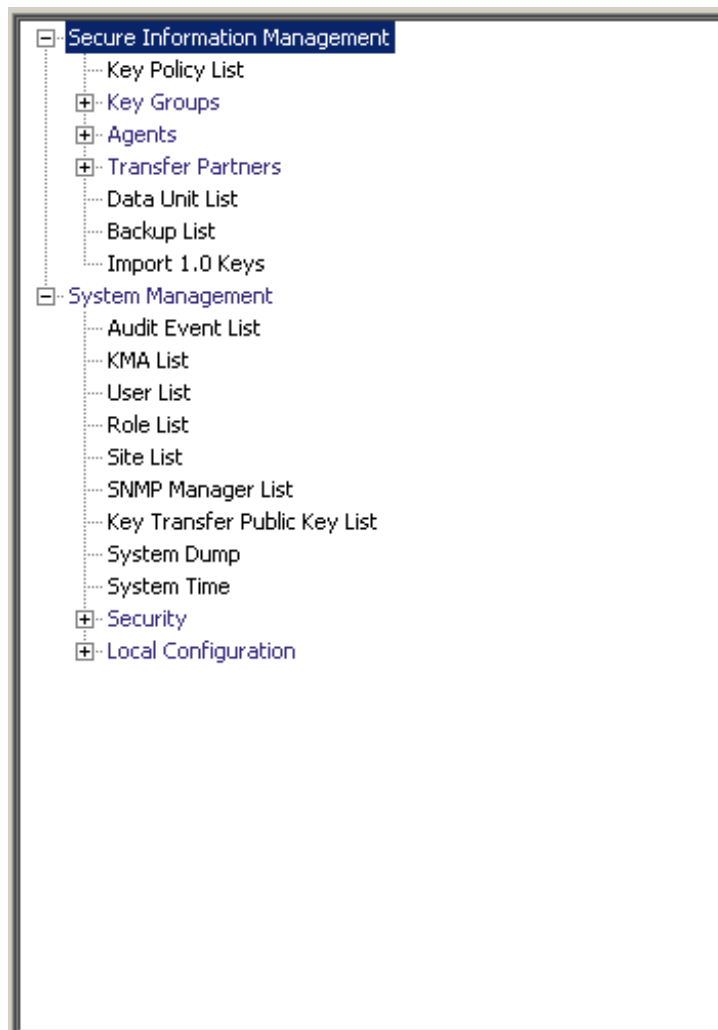 Secure Information Management
Key Policy List
Key Groups
Agents
Transfer Partners
Data Unit List
Backup List
Import 1.0 Keys
System Management
Audit Event List
KMA List
User List
Role List
Site List
SNMP Manager List
Key Transfer Public Key List
System Dump
System Time
Security
Local Configuration